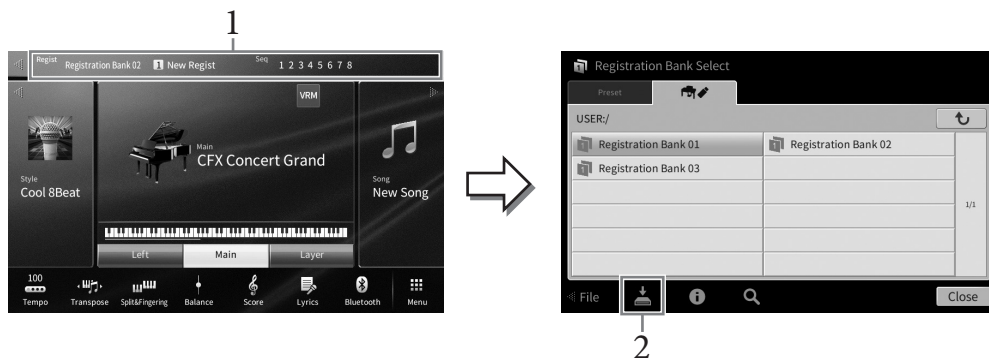 1
Regist Registration Bank 02 1 New Regist Seq 1 2 3 4 5 6 7 8
VRM
Main
CFX Concert Grand
Style
Cool 8Beat
Song
New Song
Left Main Layer
100
Tempo Transpose Split&Fingering Balance Score Lyrics Bluetooth Menu
Registration Bank Select
Preset
USER:/
Registration Bank 01 Registration Bank 02
Registration Bank 03
1/1
File Close
2